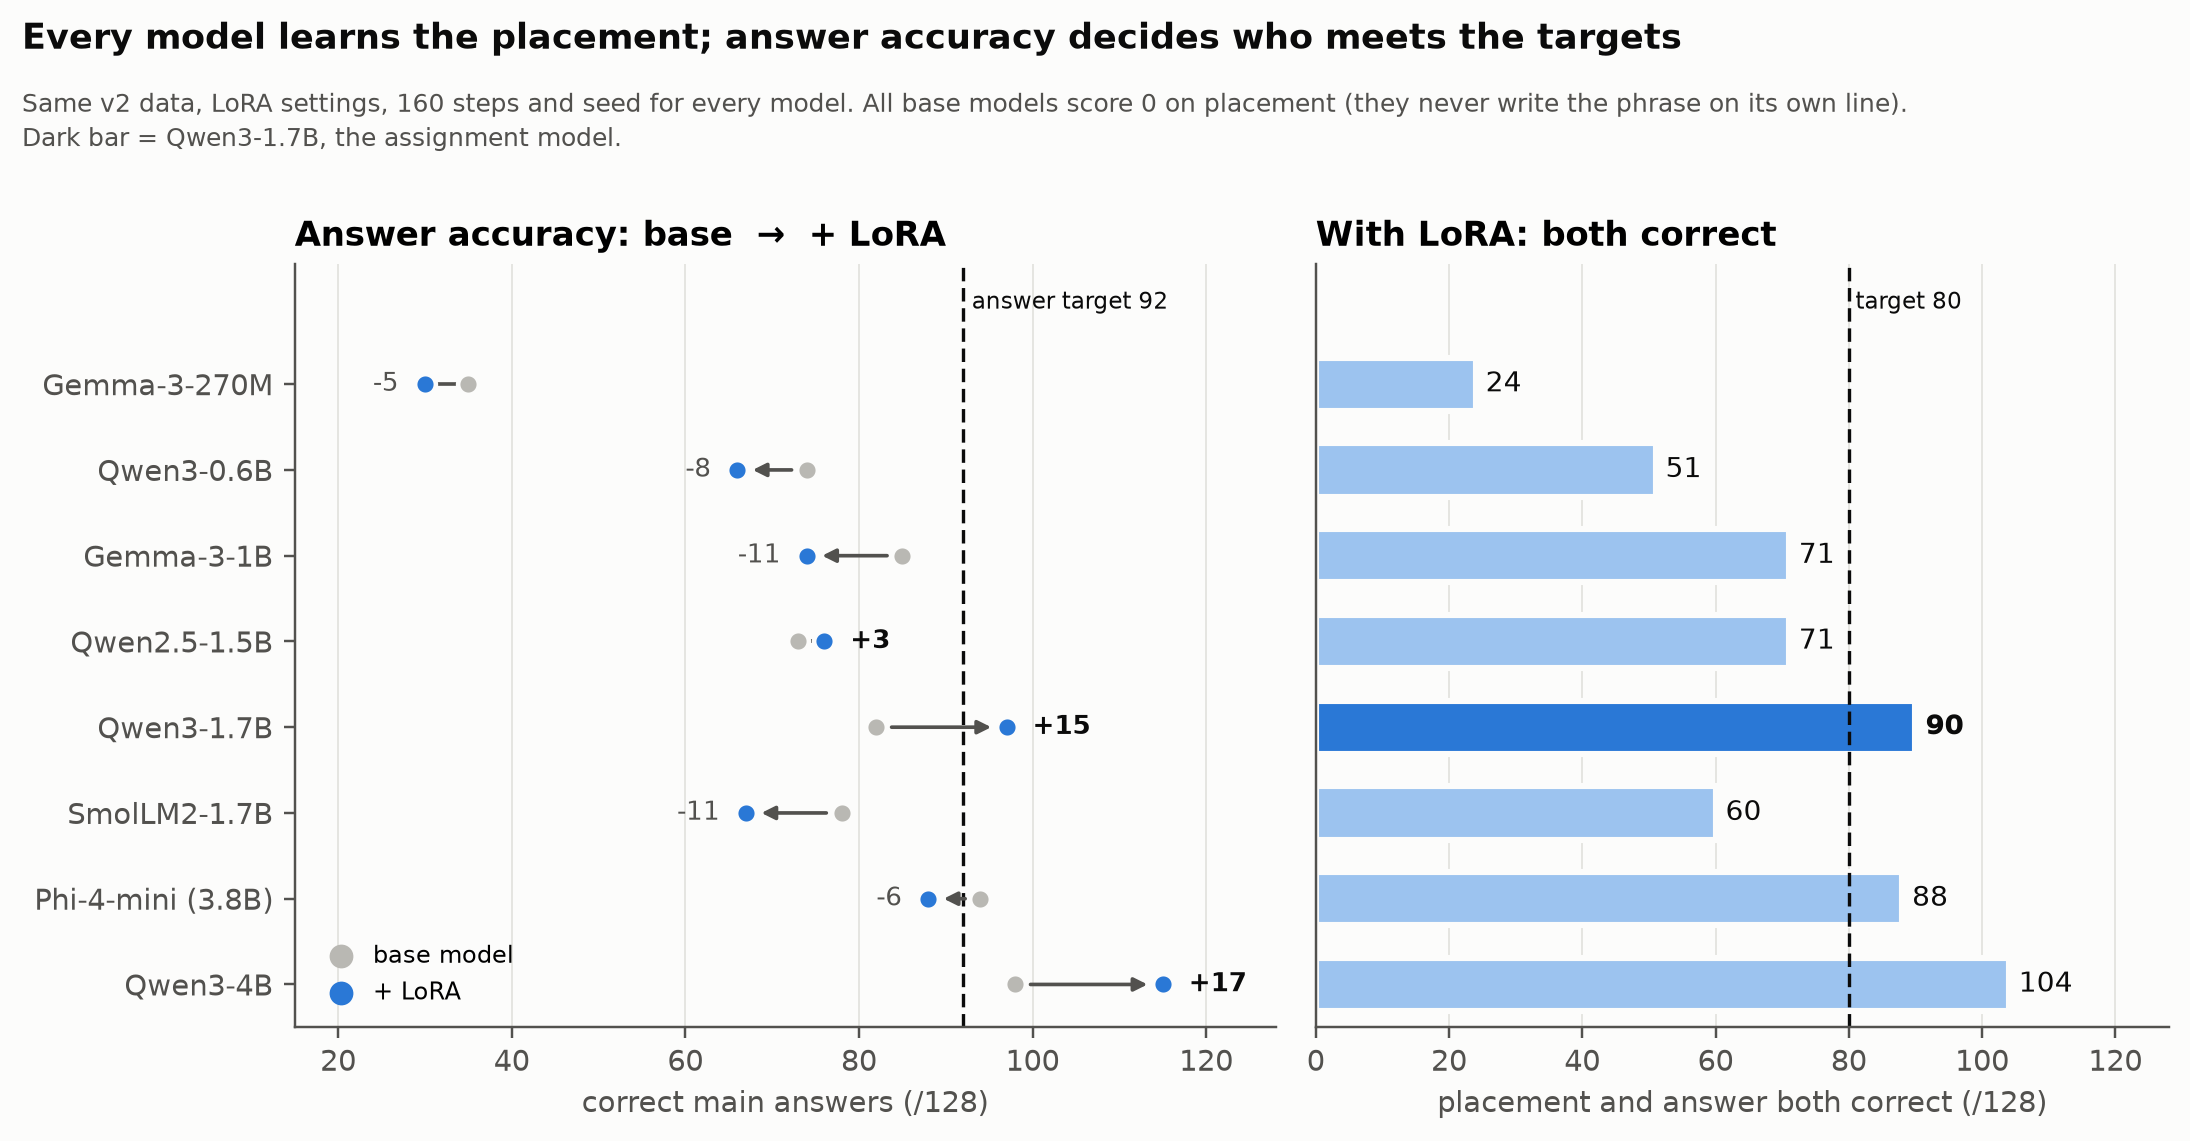 Every model learns the placement; answer accuracy decides who meets the targets
Same v2 data, LoRA settings, 160 steps and seed for every model. All base models score 0 on placement (they never write the phrase on its own line).
Dark bar = Qwen3-1.7B, the assignment model.
Answer accuracy: base → + LoRA
answer target 92
Gemma-3-270M
-5
Qwen3-0.6B
-8
Gemma-3-1B
-11
Qwen2.5-1.5B
+3
Qwen3-1.7B
+15
SmolLM2-1.7B
-11
Phi-4-mini (3.8B)
-6
Qwen3-4B
+17
base model
+ LoRA
20 40 60 80 100 120
correct main answers (/128)
With LoRA: both correct
target 80
24
51
71
71
90
60
88
104
0 20 40 60 80 100 120
placement and answer both correct (/128)